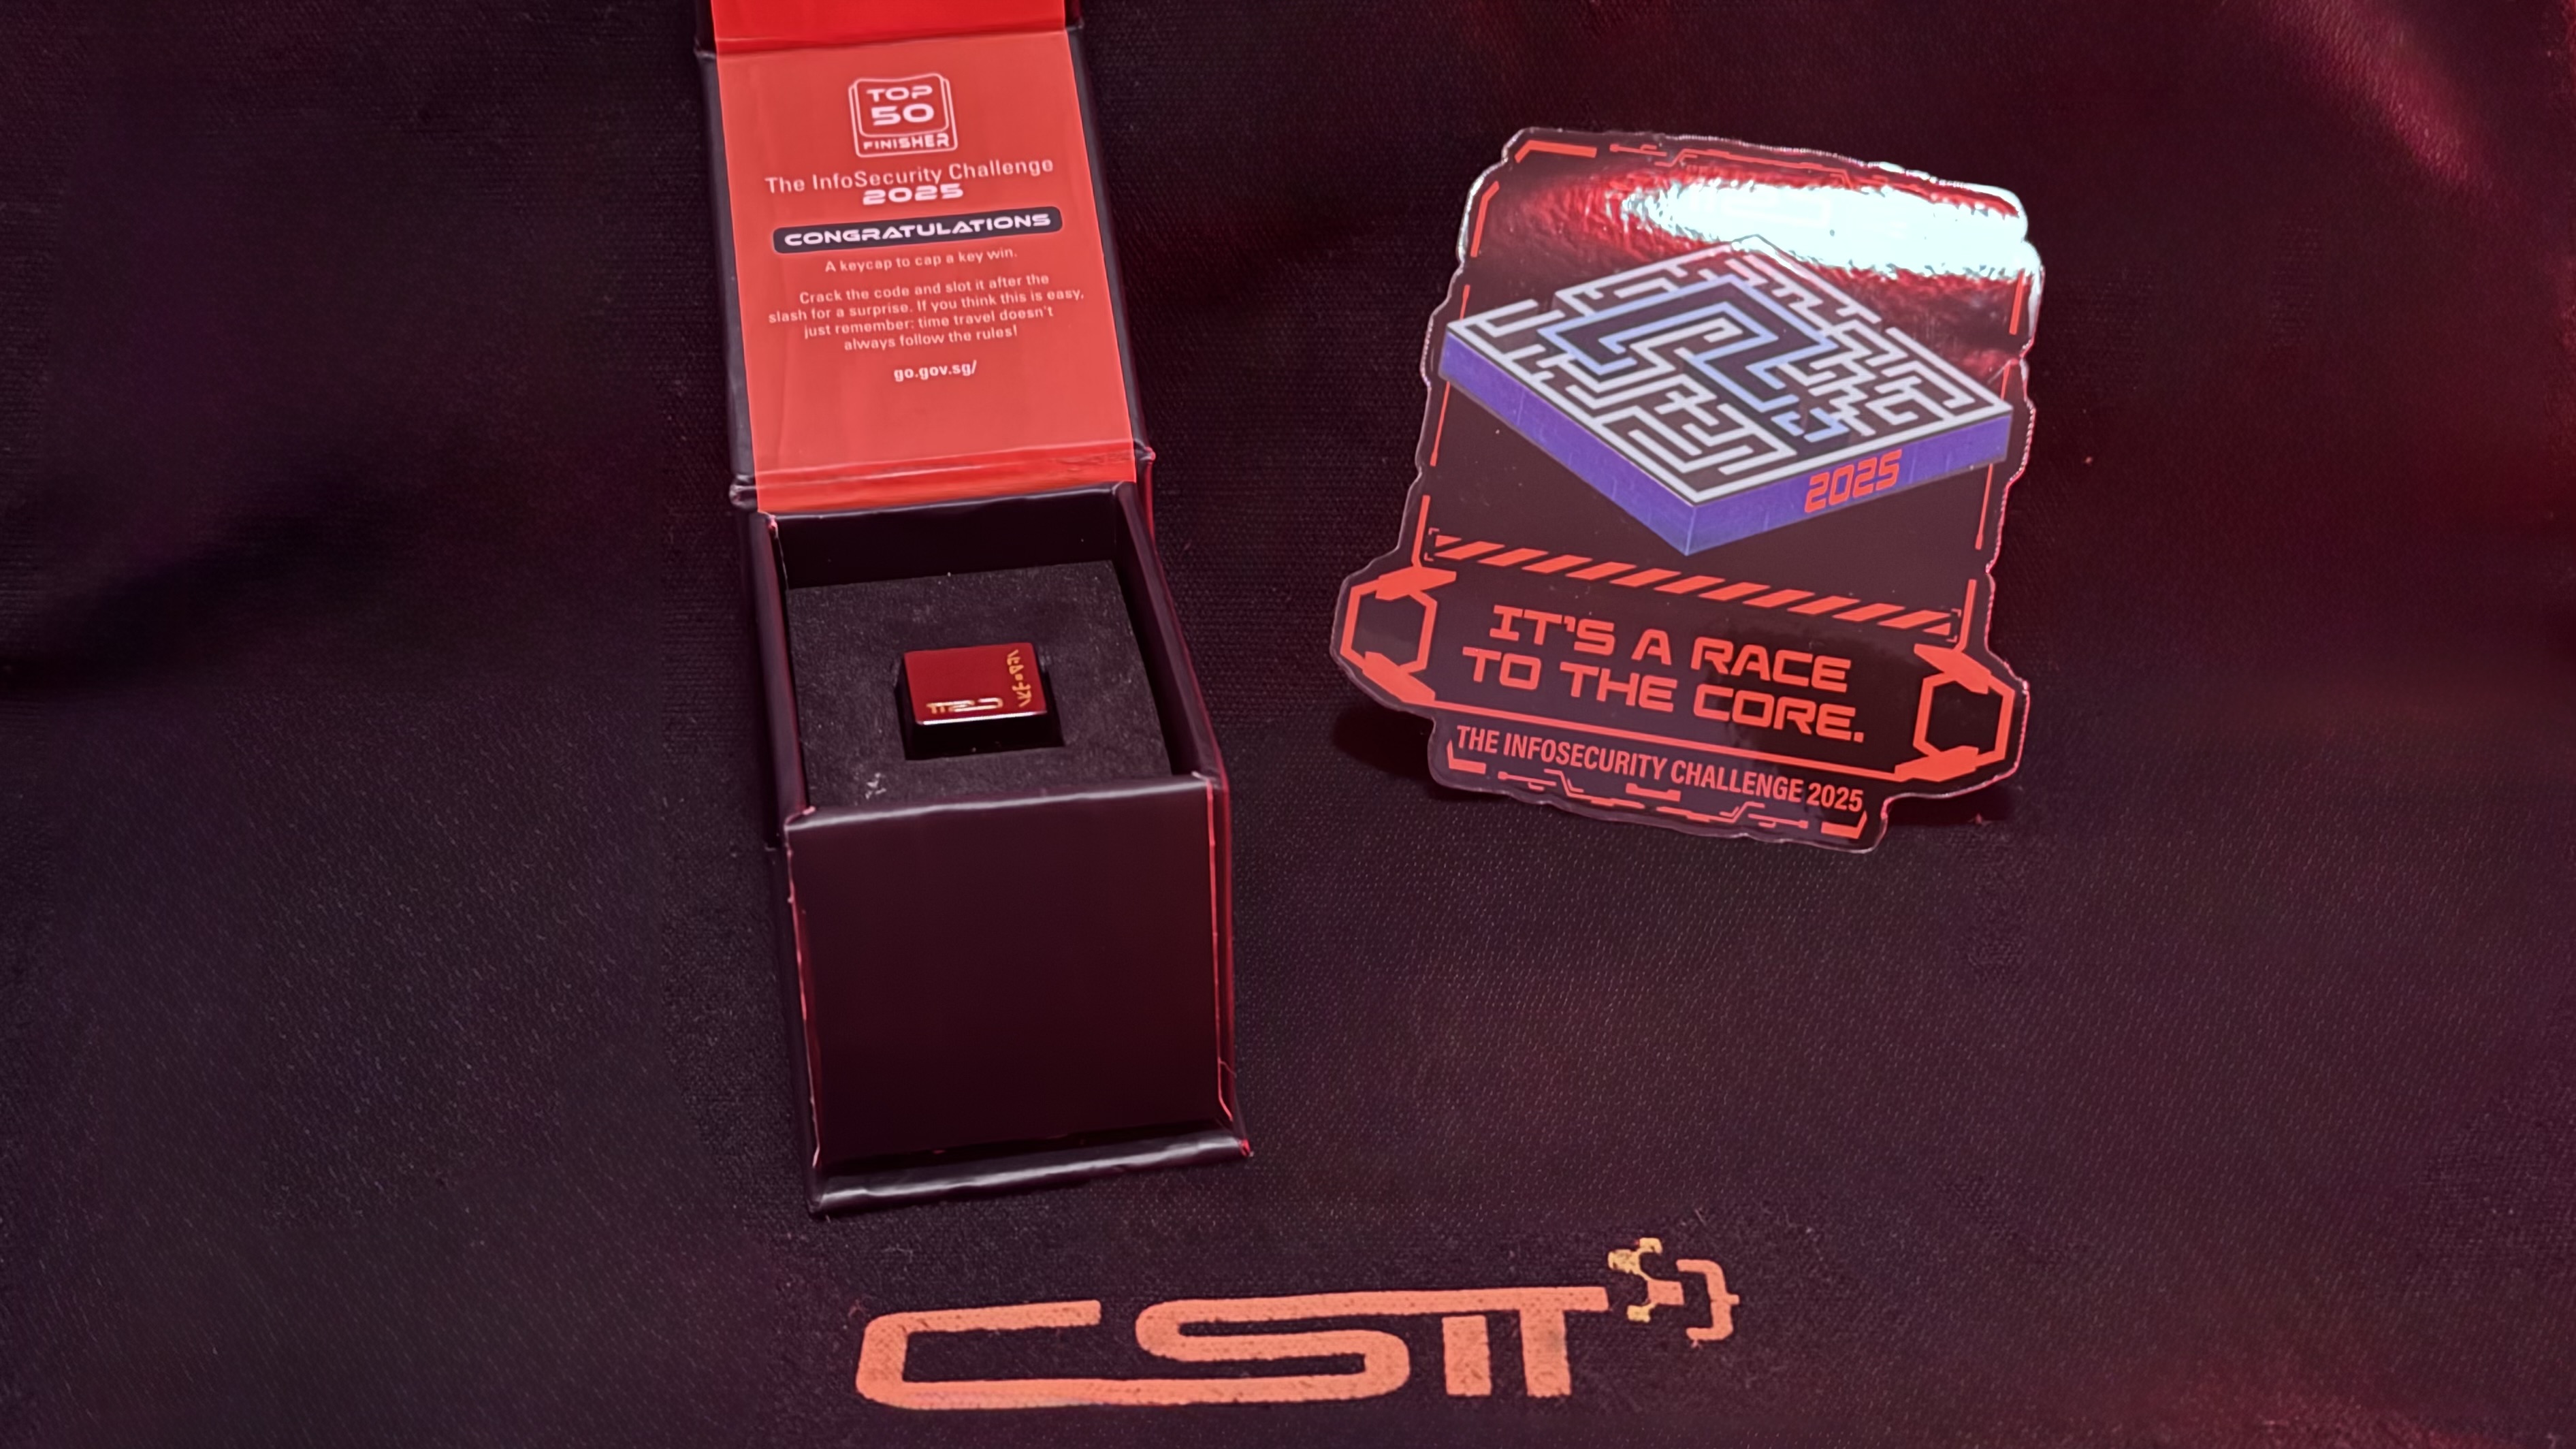 TOP
50
FINISHER
The InfoSecurity Challenge
2025
CONGRATULATIONS
A keycap to cap a key win.
Crack the code and slot it after the
slash for a surprise. If you think this is easy,
just remember: time travel doesn't
always follow the rules!
go.gov.sg/
CSIT
2025
IT'S A RACE
TO THE CORE.
THE INFOSECURITY CHALLENGE 2025
CSIT